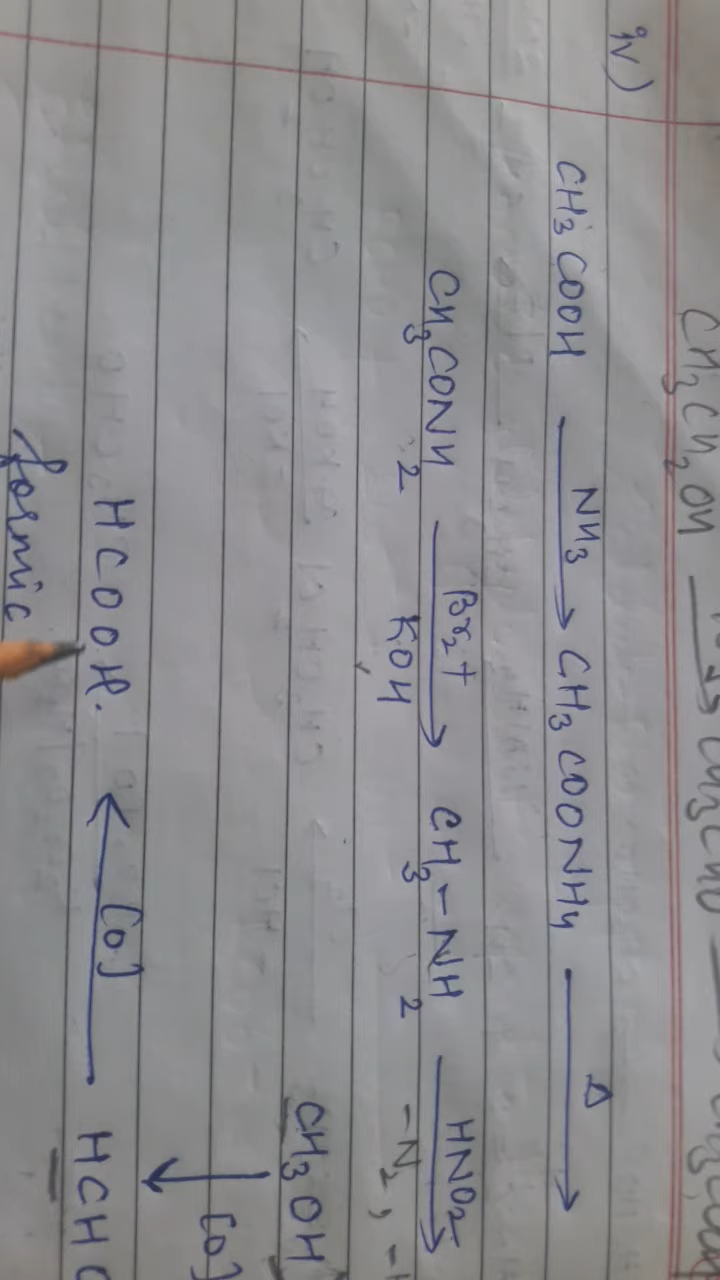 CH₃CH₂OH ⟶ CH₃CHO ⟶
iv) CH₃COOH —NH₃→ CH₃COONH₄ —Δ→
CH₃CONH₂ —Br₂+ KOH→ CH₃-NH₂ —HNO₂ -N₂, -→
CH₃OH
↓ [O]
HCOOH. ←[O]— HCHO
formic